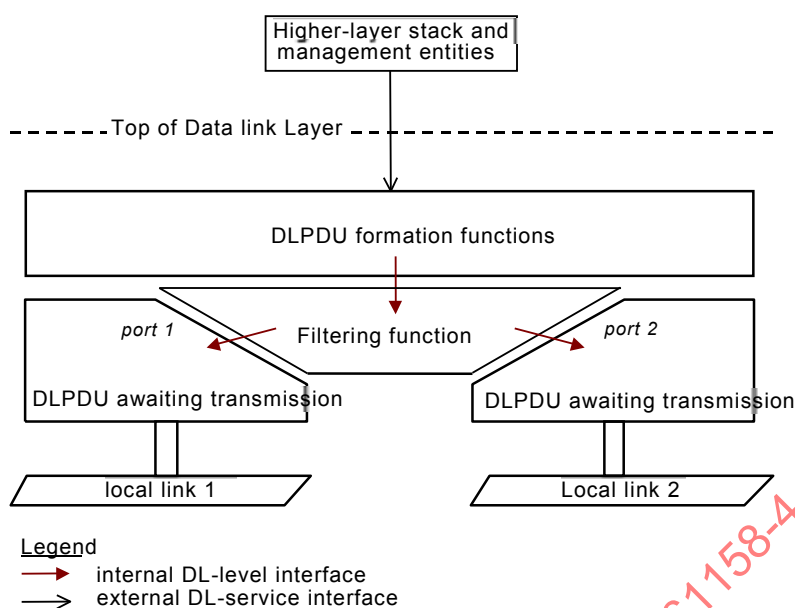 Higher-layer stack and
management entities
Top of Data link Layer
DLPDU formation functions
port 1
Filtering function
port 2
DLPDU awaiting transmission
DLPDU awaiting transmission
local link 1
Local link 2
Legend
internal DL-level interface
external DL-service interface
61158-4